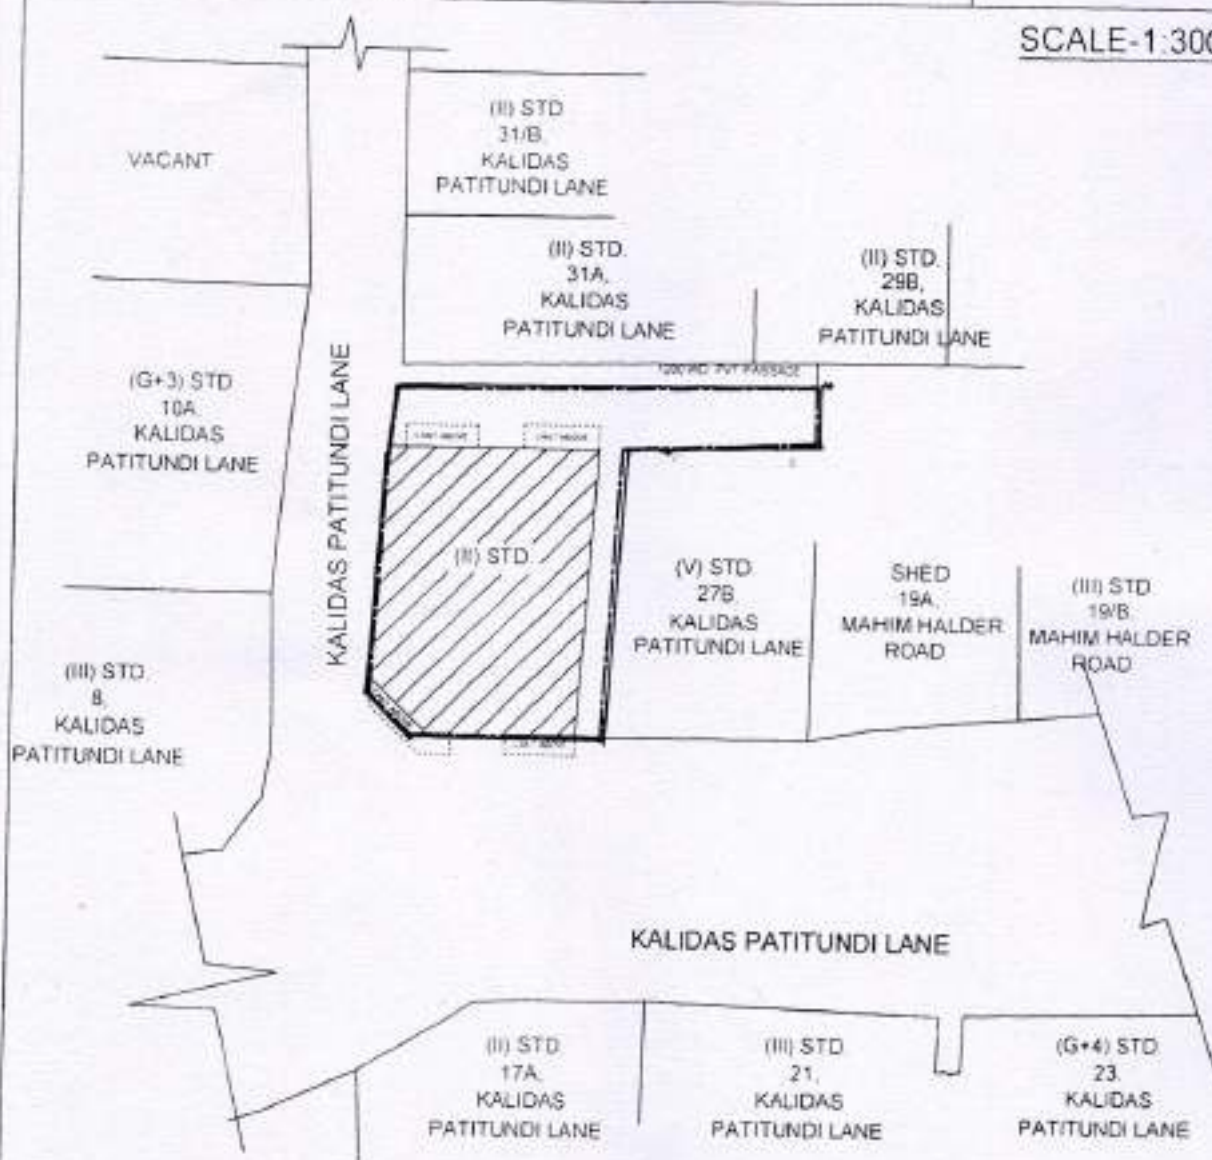 SCALE-1:300
VACANT
(II) STD
31/B,
KALIDAS
PATITUNDI LANE
(II) STD.
31A,
KALIDAS
PATITUNDI LANE
(II) STD.
29B,
KALIDAS
PATITUNDI LANE
(G+3) STD
10A,
KALIDAS
PATITUNDI LANE
KALIDAS PATITUNDI LANE
PVT PASSAGE
STD.
(V) STD
27B,
KALIDAS
PATITUNDI LANE
SHED
19A,
MAHIM HALDER
ROAD
(III) STD
19/B,
MAHIM HALDER
ROAD
(III) STD
8,
KALIDAS
PATITUNDI LANE
KALIDAS PATITUNDI LANE
(II) STD
17A,
KALIDAS
PATITUNDI LANE
(III) STD.
21,
KALIDAS
PATITUNDI LANE
(G+4) STD
23,
KALIDAS
PATITUNDI LANE